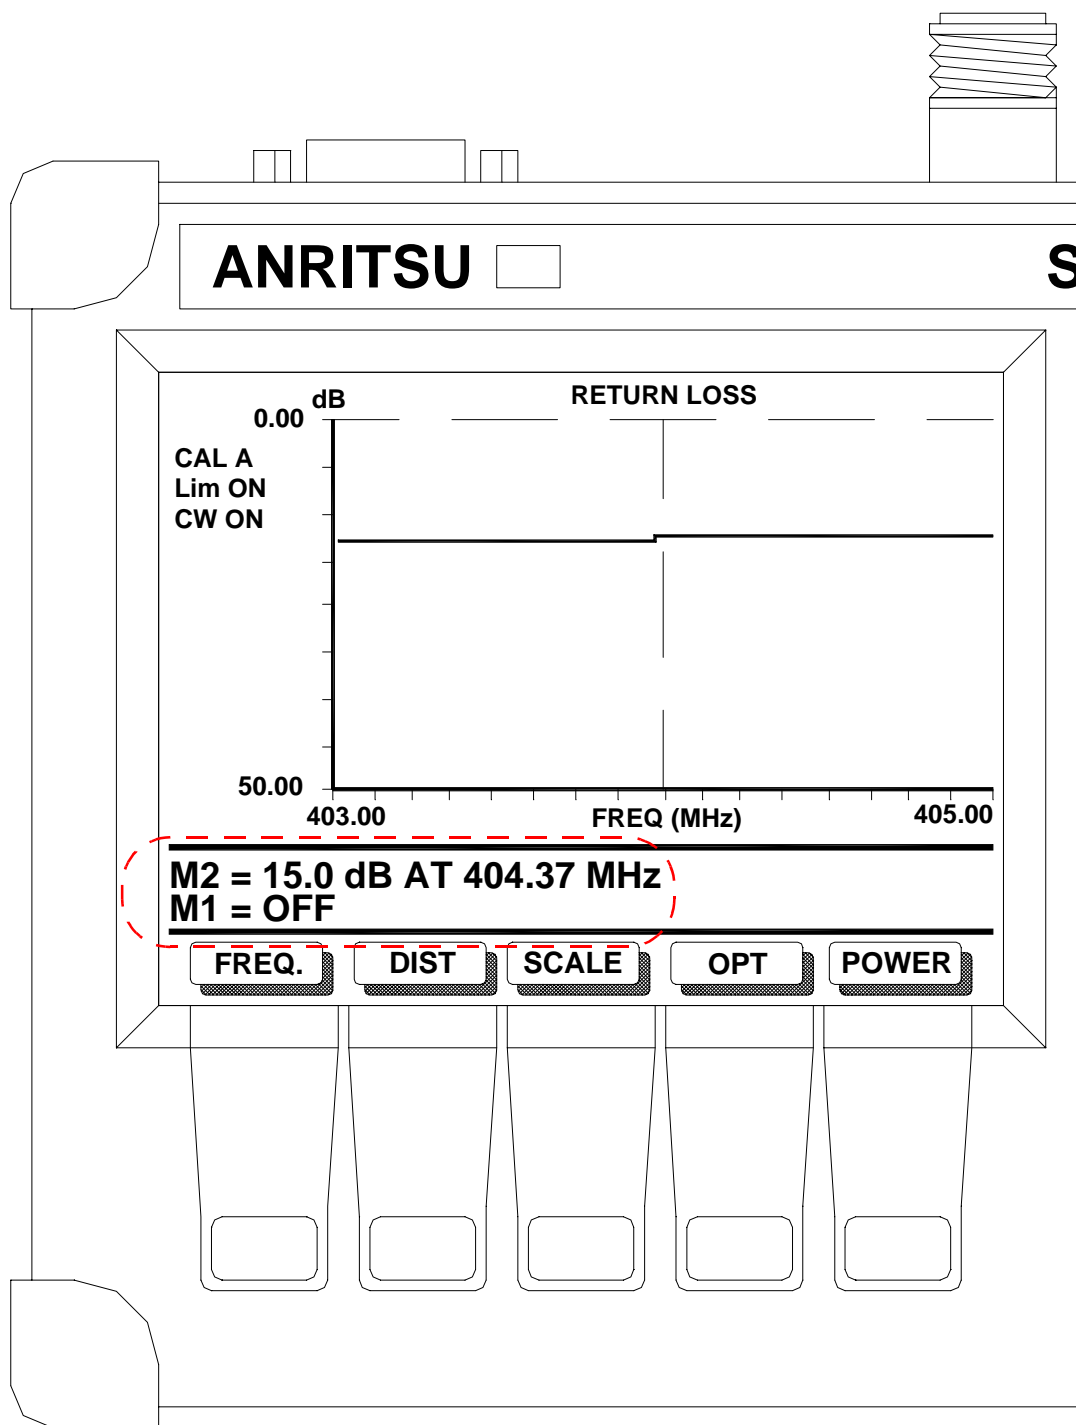 ANRITSU S
dB RETURN LOSS
0.00
CAL A
Lim ON
CW ON
50.00
403.00 FREQ (MHz) 405.00
M2 = 15.0 dB AT 404.37 MHz
M1 = OFF
FREQ. DIST SCALE OPT POWER